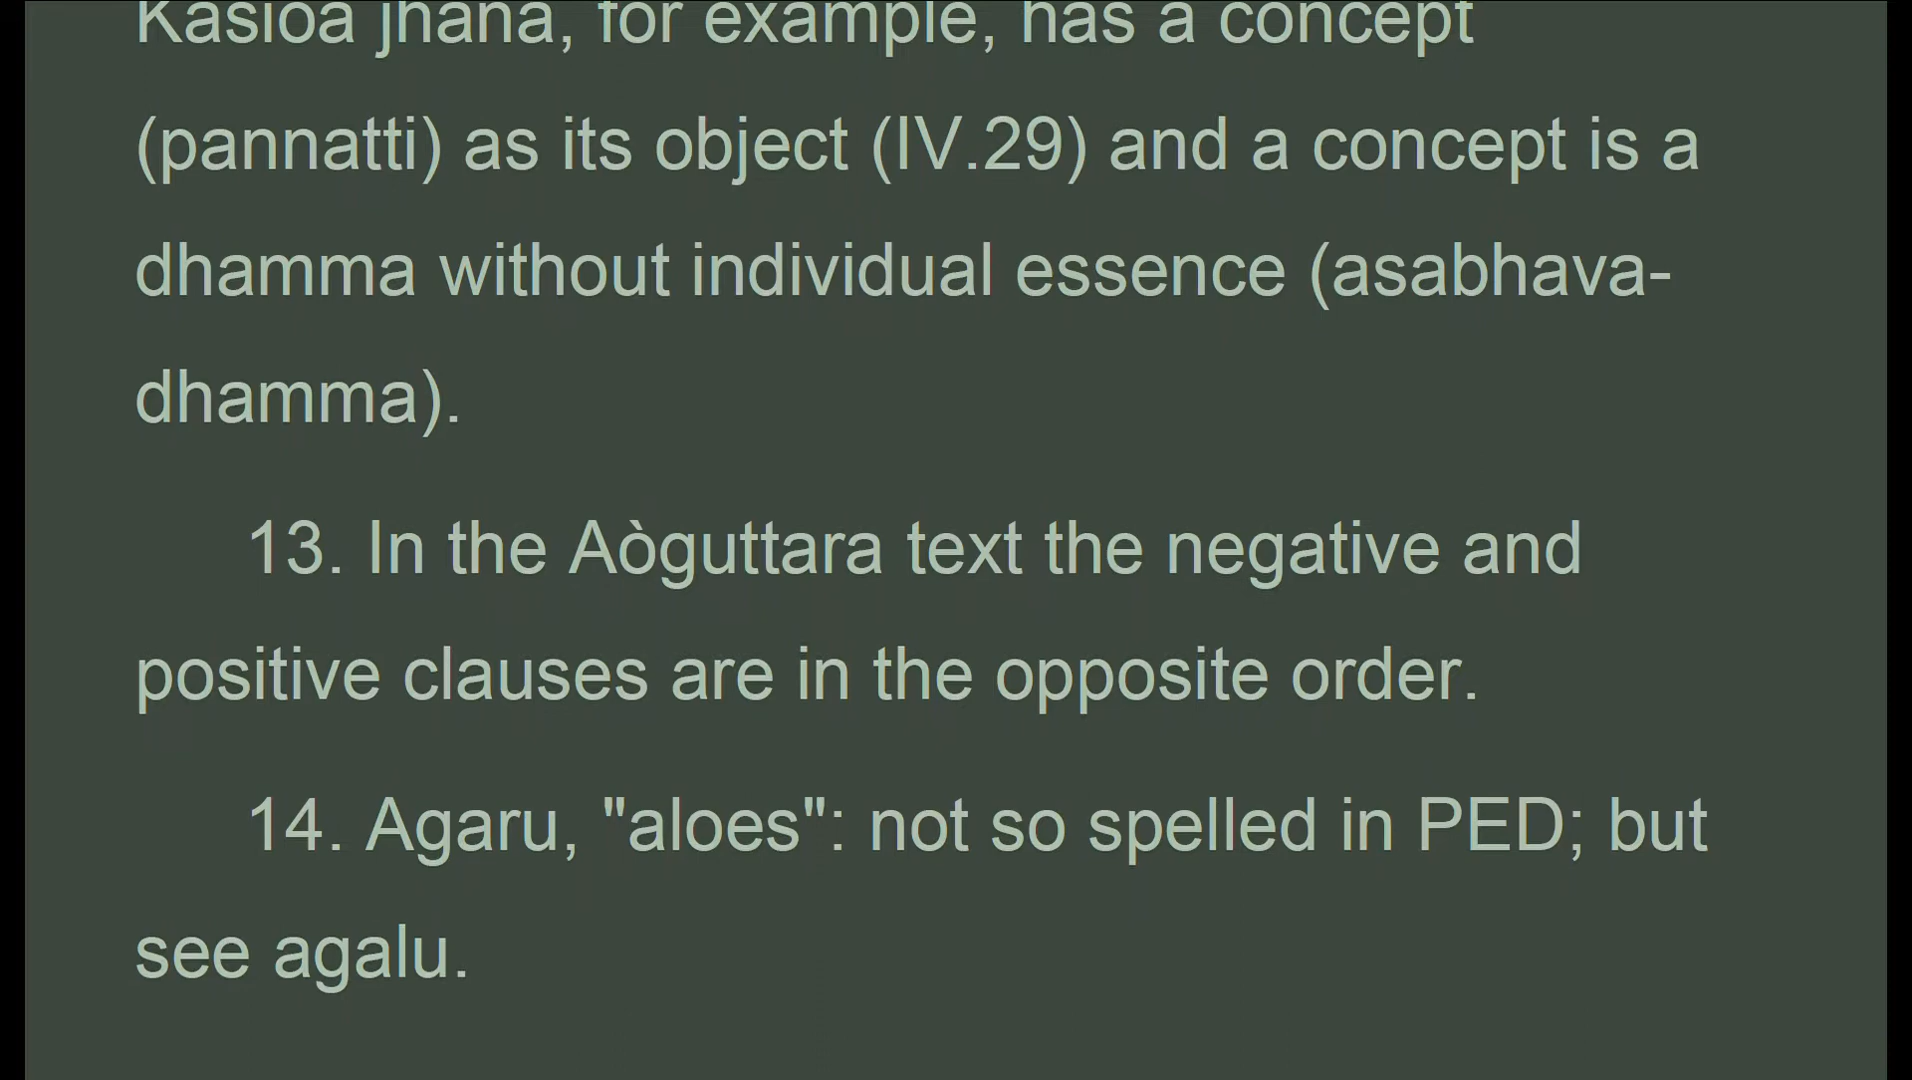 Kasiòa jhana, for example, has a concept
(pannatti) as its object (IV.29) and a concept is a
dhamma without individual essence (asabhava-
dhamma).
13. In the Aòguttara text the negative and
positive clauses are in the opposite order.
14. Agaru, "aloes": not so spelled in PED; but
see agalu.